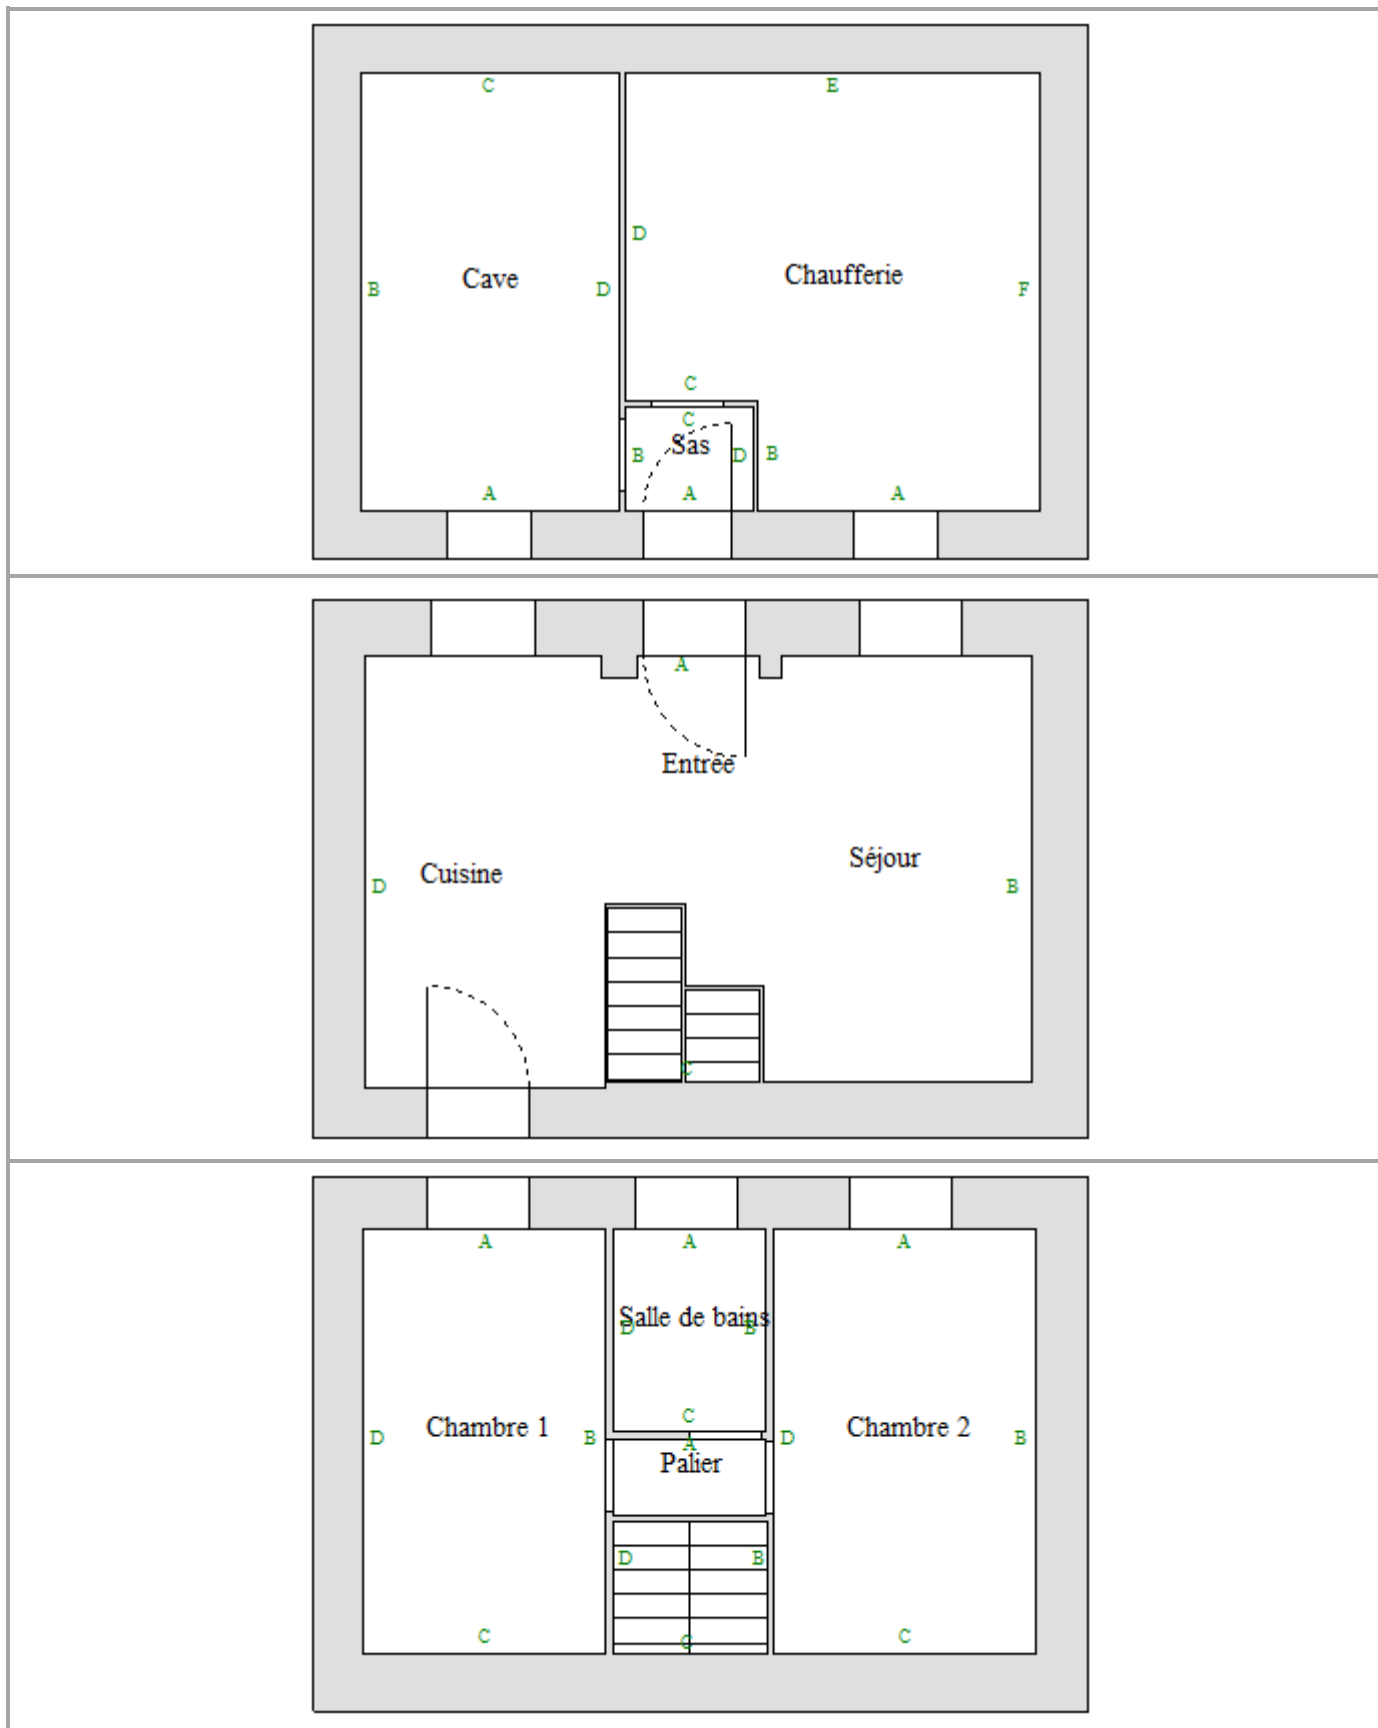 C E
D
Cave Chaufferie
B D F
C
C
Sas
B D B
A A A
A
Entrée
Séjour
Cuisine
D B
C
A A A
Salle de bains
D B
C
Chambre 1 Chambre 2
D B A D B
Palier
D B
C C C